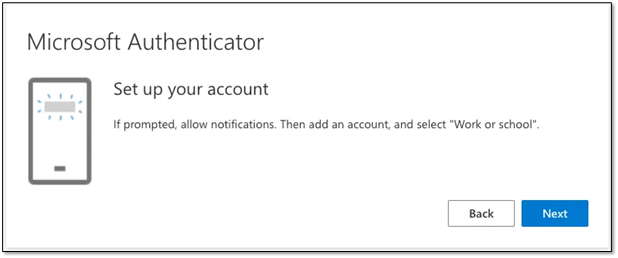 Microsoft Authenticator
Set up your account
If prompted, allow notifications. Then add an account, and select "Work or school".
Back
Next